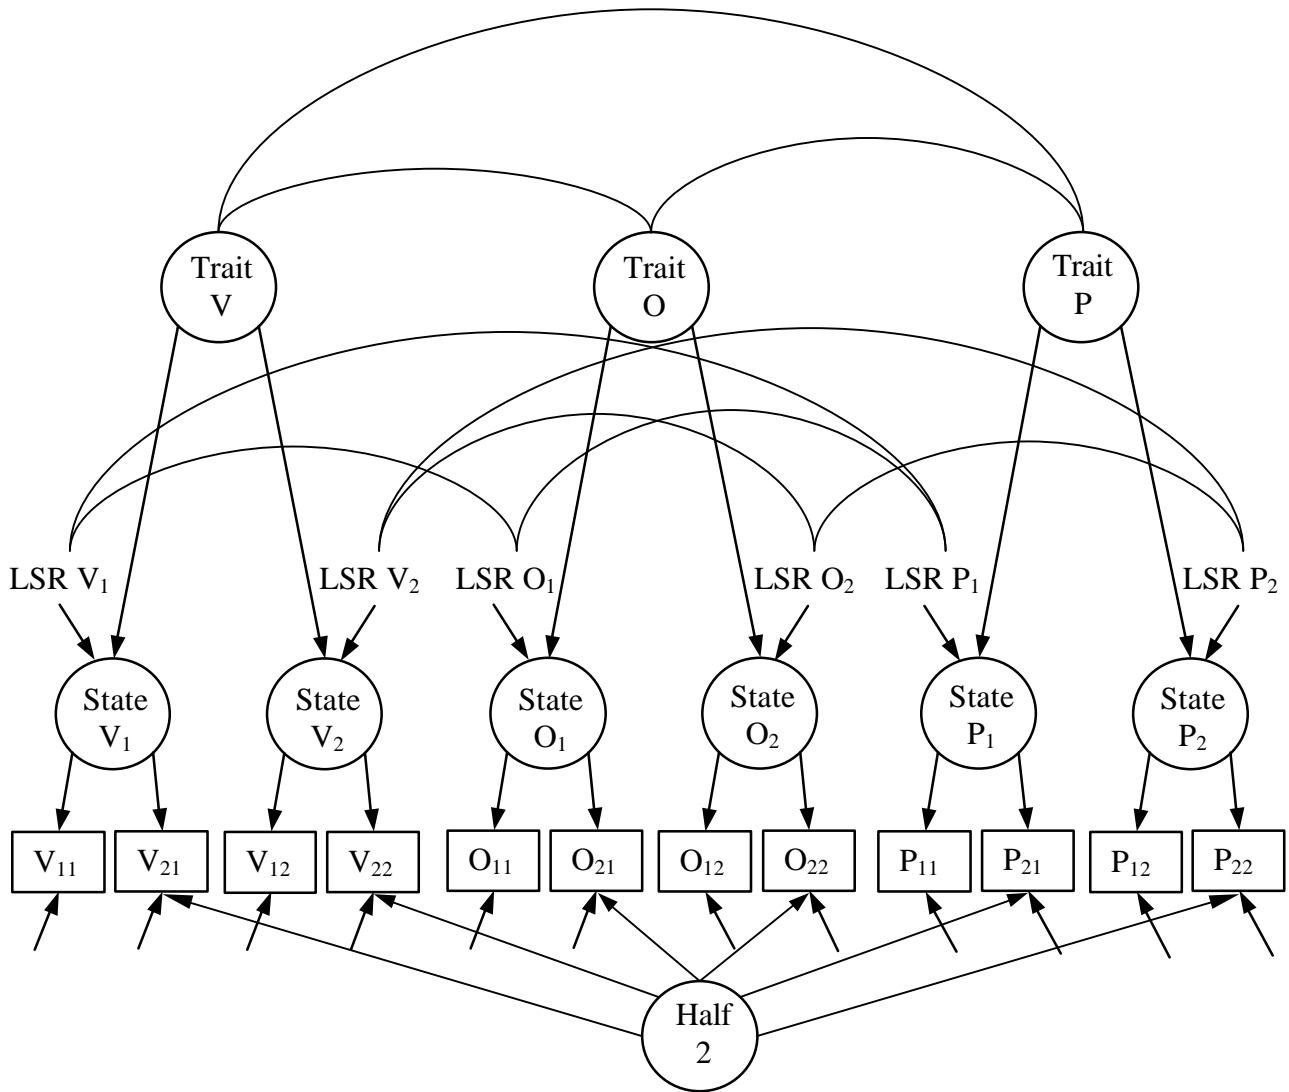 Trait
V
Trait
O
Trait
P
LSR V₁
LSR V₂
LSR O₁
LSR O₂
LSR P₁
LSR P₂
State
V₁
State
V₂
State
O₁
State
O₂
State
P₁
State
P₂
V₁₁
V₂₁
V₁₂
V₂₂
O₁₁
O₂₁
O₁₂
O₂₂
P₁₁
P₂₁
P₁₂
P₂₂
Half
2